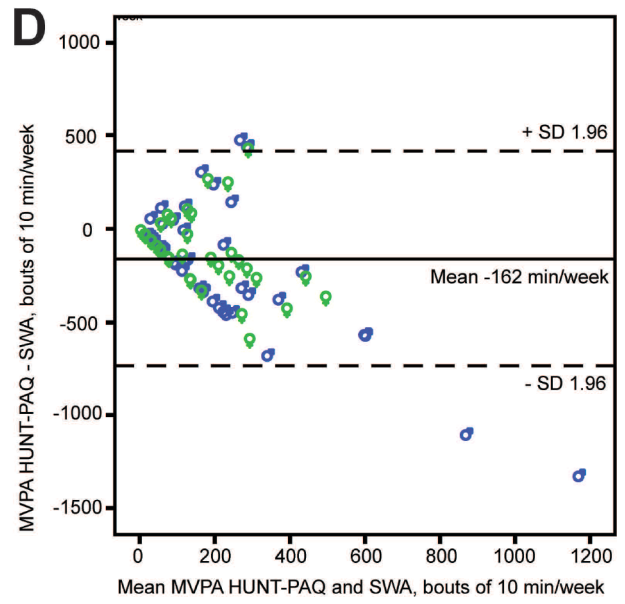 D
1000
500
0
-500
-1000
-1500
MVPA HUNT-PAQ - SWA, bouts of 10 min/week
+ SD 1.96
Mean -162 min/week
- SD 1.96
0 200 400 600 800 1000 1200
Mean MVPA HUNT-PAQ and SWA, bouts of 10 min/week